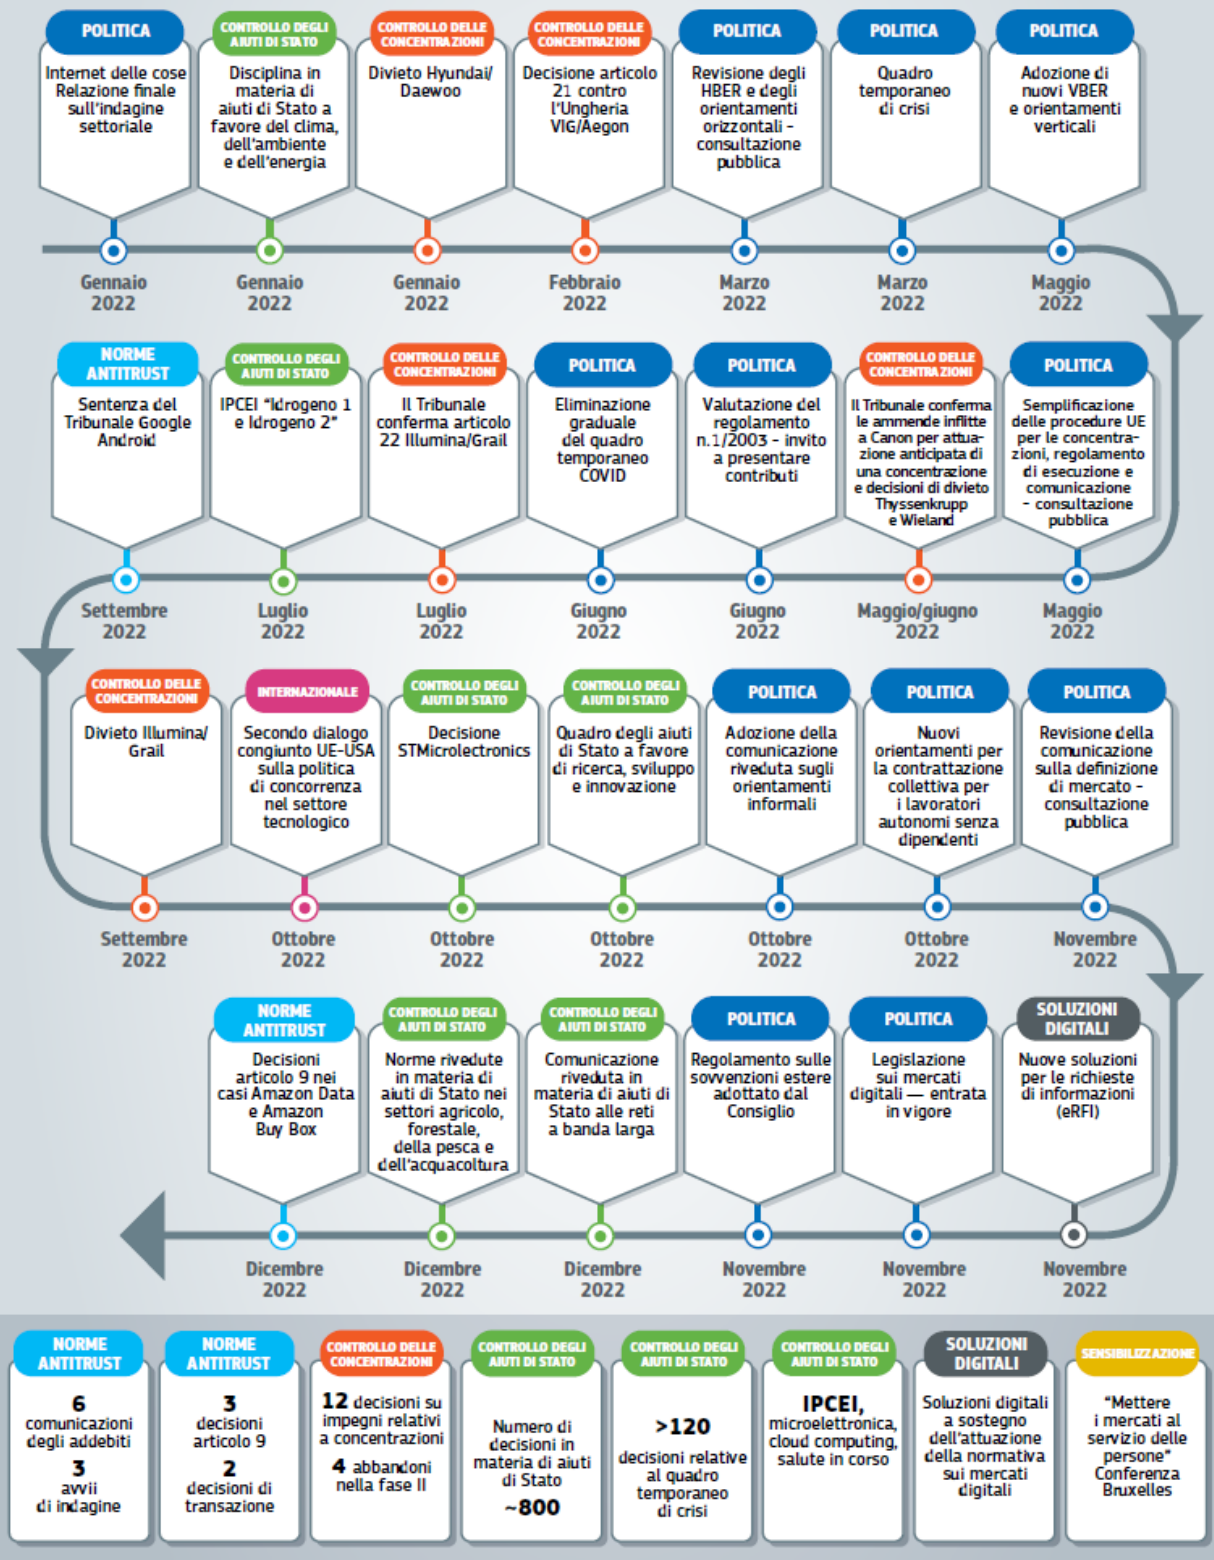 POLITICA
Internet delle cose
Relazione finale
sull'indagine
settoriale
Gennaio
2022
CONTROLLO DEGLI
AIUTI DI STATO
Disciplina in
materia di
aiuti di Stato a
favore del clima,
dell'ambiente
e dell'energia
Gennaio
2022
CONTROLLO DELLE
CONCENTRAZIONI
Divieto Hyundai/
Daewoo
Gennaio
2022
CONTROLLO DELLE
CONCENTRAZIONI
Decisione articolo
21 contro
l'Ungheria
VIG/Aegon
Febbraio
2022
POLITICA
Revisione degli
HBER e degli
orientamenti
orizzontali -
consultazione
pubblica
Marzo
2022
POLITICA
Quadro
temporaneo
di crisi
Marzo
2022
POLITICA
Adozione di
nuovi VBER
e orientamenti
verticali
Maggio
2022
NORME
ANTITRUST
Sentenza del
Tribunale Google
Android
Settembre
2022
CONTROLLO DEGLI
AIUTI DI STATO
IPCEI "Idrogeno 1
e Idrogeno 2"
Luglio
2022
CONTROLLO DELLE
CONCENTRAZIONI
Il Tribunale
conferma articolo
22 Illumina/Grail
Luglio
2022
POLITICA
Eliminazione
graduale
del quadro
temporaneo
COVID
Giugno
2022
POLITICA
Valutazione del
regolamento
n.1/2003 - invito
a presentare
contributi
Giugno
2022
CONTROLLO DELLE
CONCENTRAZIONI
Il Tribunale conferma
le ammende inflitte
a Canon per attua-
zione anticipata di
una concentrazione
e decisioni di divieto
Thyssenkrupp
e Wieland
Maggio/giugno
2022
POLITICA
Semplificazione
delle procedure UE
per le concentra-
zioni, regolamento
di esecuzione e
comunicazione
- consultazione
pubblica
Maggio
2022
CONTROLLO DELLE
CONCENTRAZIONI
Divieto Illumina/
Grail
Settembre
2022
INTERNAZIONALE
Secondo dialogo
congiunto UE-USA
sulla politica
di concorrenza
nel settore
tecnologico
Ottobre
2022
CONTROLLO DEGLI
AIUTI DI STATO
Decisione
STMicrolectronics
Ottobre
2022
CONTROLLO DEGLI
AIUTI DI STATO
Quadro degli aiuti
di Stato a favore
di ricerca, sviluppo
e innovazione
Ottobre
2022
POLITICA
Adozione della
comunicazione
riveduta sugli
orientamenti
informali
Ottobre
2022
POLITICA
Nuovi
orientamenti per
la contrattazione
collettiva per
i lavoratori
autonomi senza
dipendenti
Ottobre
2022
POLITICA
Revisione della
comunicazione
sulla definizione
di mercato -
consultazione
pubblica
Novembre
2022
NORME
ANTITRUST
Decisioni
articolo 9 nei
casi Amazon Data
e Amazon
Buy Box
Dicembre
2022
CONTROLLO DEGLI
AIUTI DI STATO
Norme rivedute
in materia di
aiuti di Stato nei
settori agricolo,
forestale,
della pesca e
dell'acquacoltura
Dicembre
2022
CONTROLLO DEGLI
AIUTI DI STATO
Comunicazione
riveduta in
materia di aiuti di
Stato alle reti
a banda larga
Dicembre
2022
POLITICA
Regolamento sulle
sovvenzioni estere
adottato dal
Consiglio
Novembre
2022
POLITICA
Legislazione
sui mercati
digitali — entrata
in vigore
Novembre
2022
SOLUZIONI
DIGITALI
Nuove soluzioni
per le richieste
di informazioni
(eRFI)
Novembre
2022
NORME
ANTITRUST
6
comunicazioni
degli addebiti
3
avvii
di indagine
NORME
ANTITRUST
3
decisioni
articolo 9
2
decisioni di
transazione
CONTROLLO DELLE
CONCENTRAZIONI
12 decisioni su
impegni relativi
a concentrazioni
4 abbandoni
nella fase II
CONTROLLO DEGLI
AIUTI DI STATO
Numero di
decisioni in
materia di aiuti
di Stato
~800
CONTROLLO DEGLI
AIUTI DI STATO
>120
decisioni relative
al quadro
temporaneo
di crisi
CONTROLLO DEGLI
AIUTI DI STATO
IPCEI,
microelettronica,
cloud computing,
salute in corso
SOLUZIONI
DIGITALI
Soluzioni digitali
a sostegno
dell'attuazione
della normativa
sui mercati
digitali
SENSIBILIZZAZIONE
"Mettere
i mercati al
servizio delle
persone"
Conferenza
Bruxelles